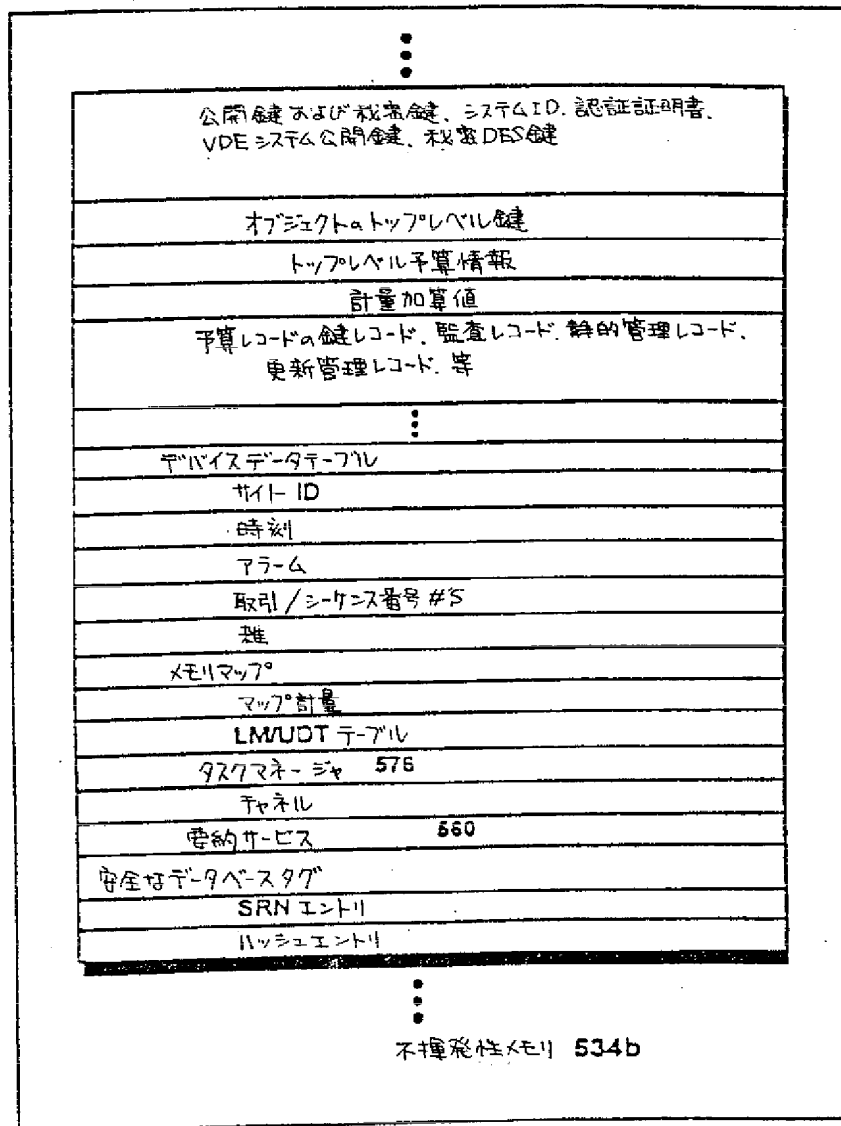 公開鍵および秘密鍵、システムID、認証証明書、
VDEシステム公開鍵、秘密DES鍵
オブジェクトのトップレベル鍵
トップレベル予算情報
計量加算値
予算レコードの鍵レコード、監査レコード、静的管理レコード、
更新管理レコード、等
デバイスデータテーブル
サイトID
時刻
アラーム
取引/シーケンス番号#'S
雑
メモリマップ
マップ計量
LM/UDTテーブル
タスクマネージャ 576
チャネル
要約サービス 560
安全なデータベースタグ
SRNエントリ
ハッシュエントリ
不揮発性メモリ 534b